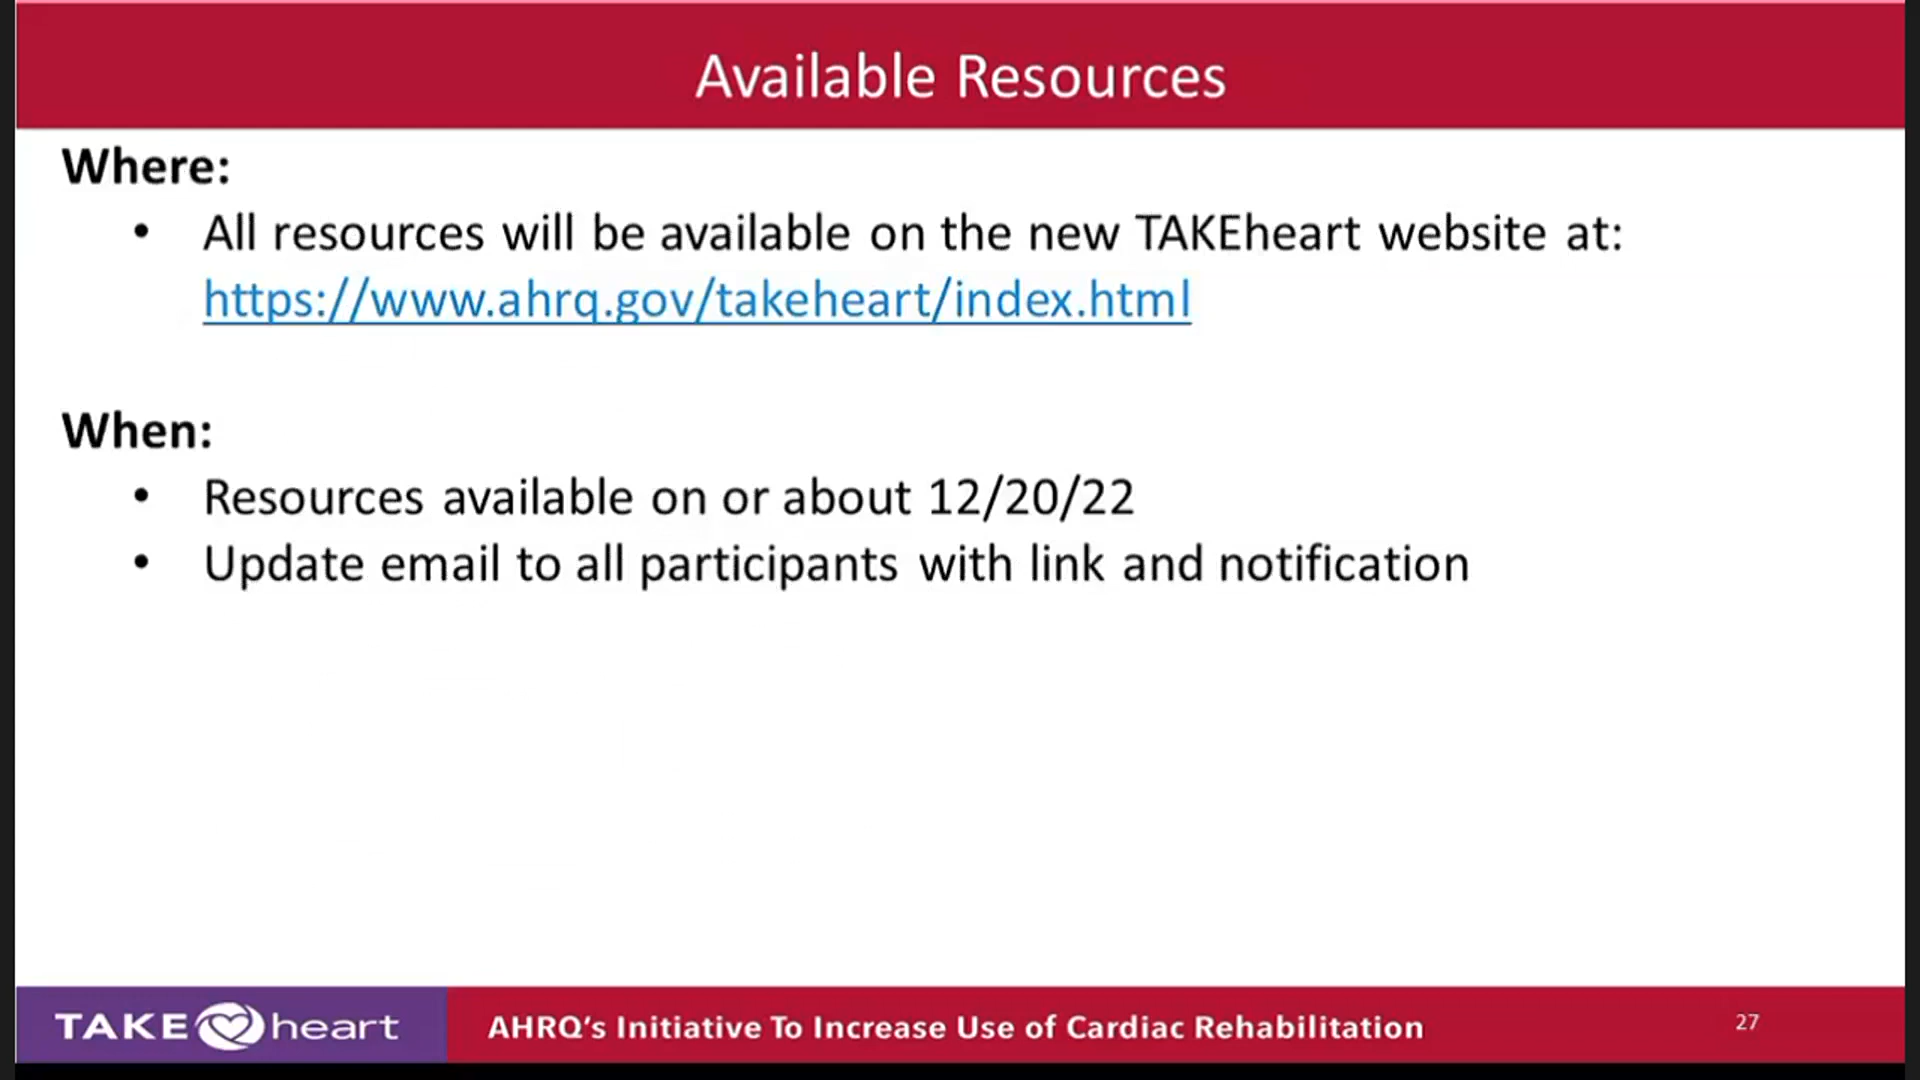 Available Resources
Where:
• All resources will be available on the new TAKEheart website at:
https://www.ahrq.gov/takeheart/index.html
When:
• Resources available on or about 12/20/22
• Update email to all participants with link and notification
TAKE heart AHRQ's Initiative To Increase Use of Cardiac Rehabilitation 27